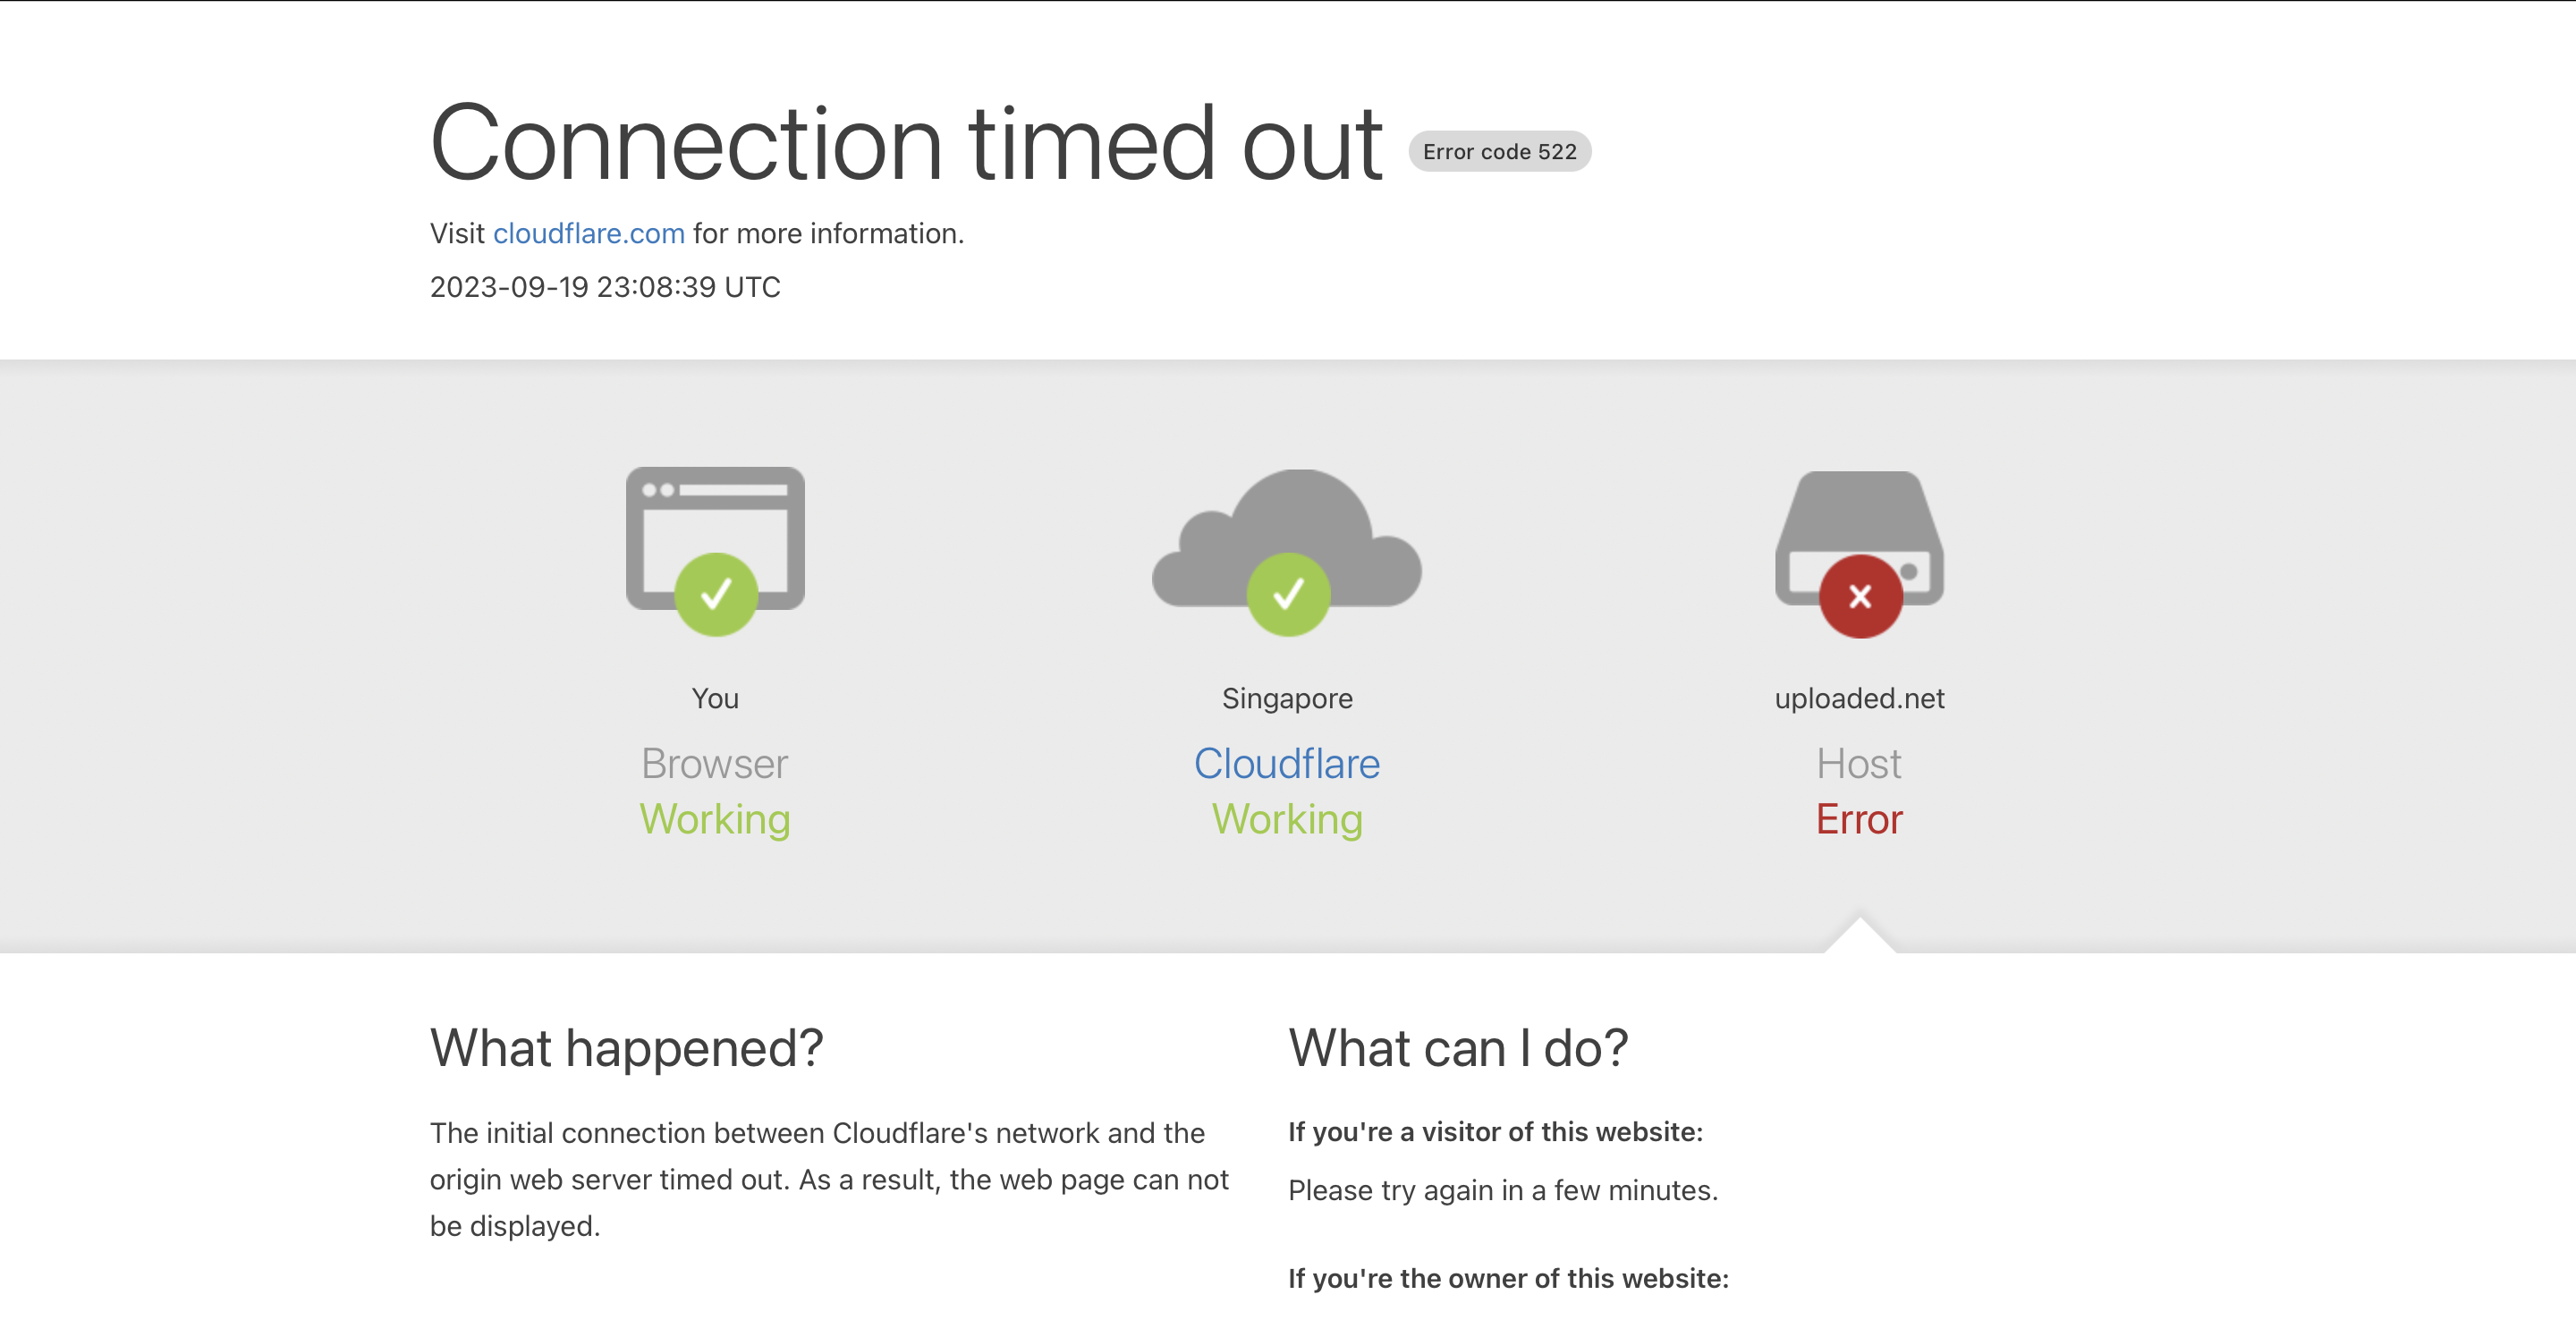 Connection timed out Error code 522
Visit cloudflare.com for more information.
2023-09-19 23:08:39 UTC
You
Browser
Working
Singapore
Cloudflare
Working
uploaded.net
Host
Error
What happened?
The initial connection between Cloudflare's network and the
origin web server timed out. As a result, the web page can not
be displayed.
What can I do?
If you're a visitor of this website:
Please try again in a few minutes.
If you're the owner of this website: